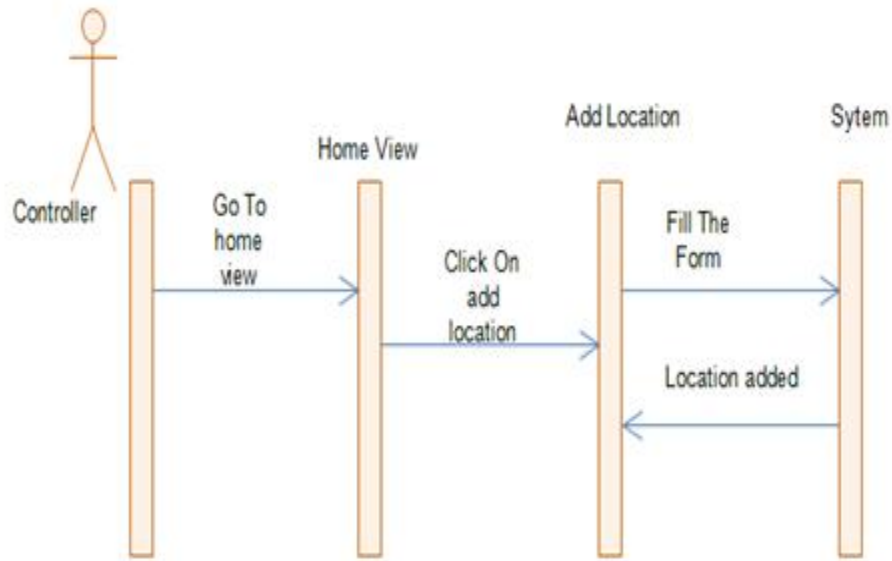 Controller
Home View
Add Location
Sytem
Go To
home
view
Click On
add
location
Fill The
Form
Location added